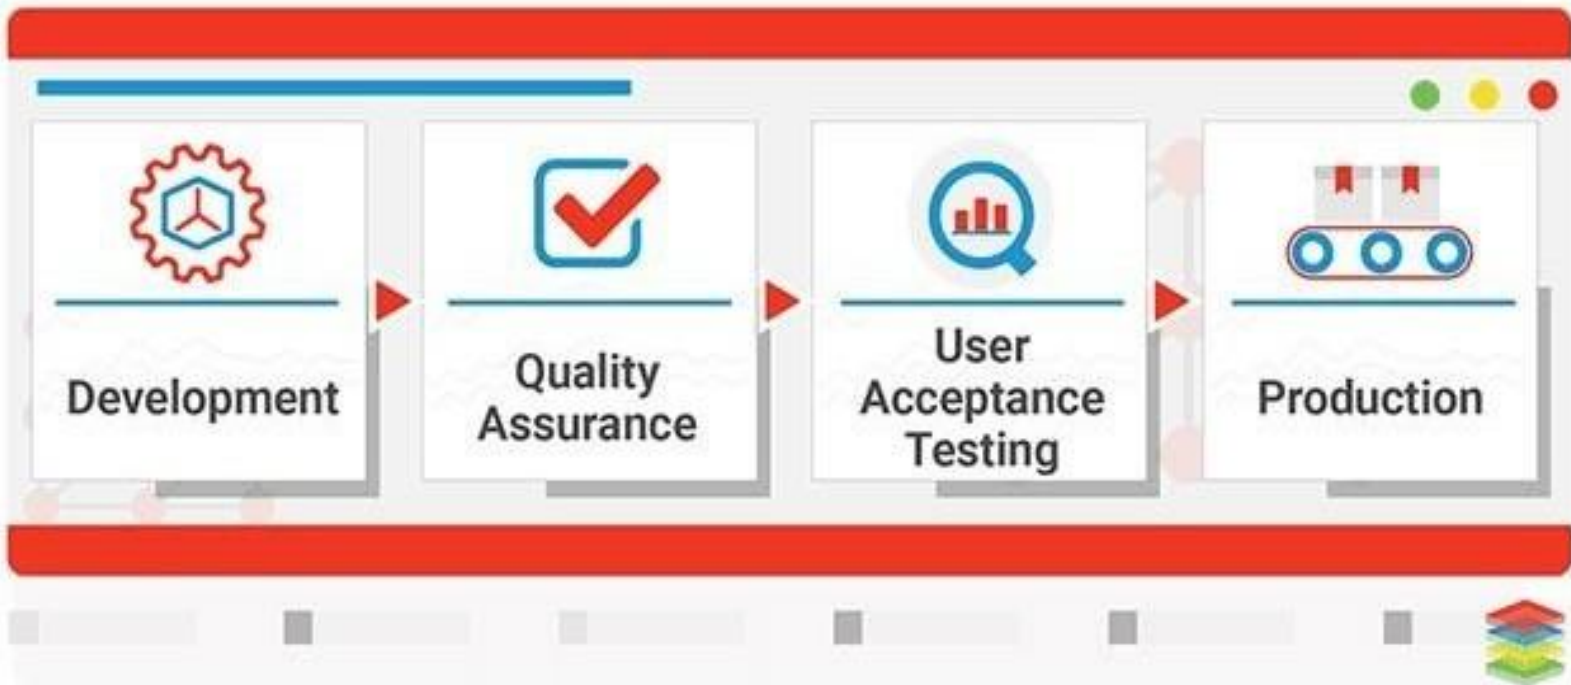 Development
Quality
Assurance
User
Acceptance
Testing
Production